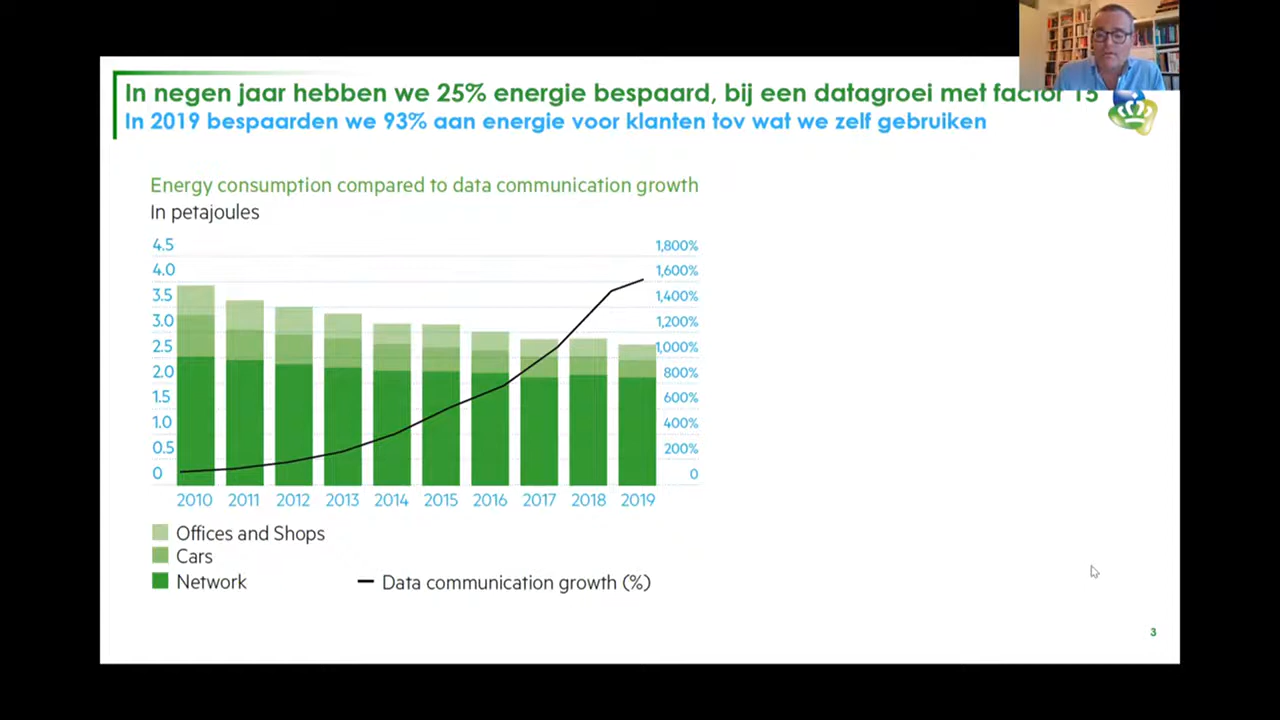 In negen jaar hebben we 25% energie bespaard, bij een datagroei met factor 15
In 2019 bespaarden we 93% aan energie voor klanten tov wat we zelf gebruiken
Energy consumption compared to data communication growth
In petajoules
4.5 1,800%
4.0 1,600%
3.5 1,400%
3.0 1,200%
2.5 1,000%
2.0 800%
1.5 600%
1.0 400%
0.5 200%
0 0
2010 2011 2012 2013 2014 2015 2016 2017 2018 2019
Offices and Shops
Cars
Network Data communication growth (%)
3